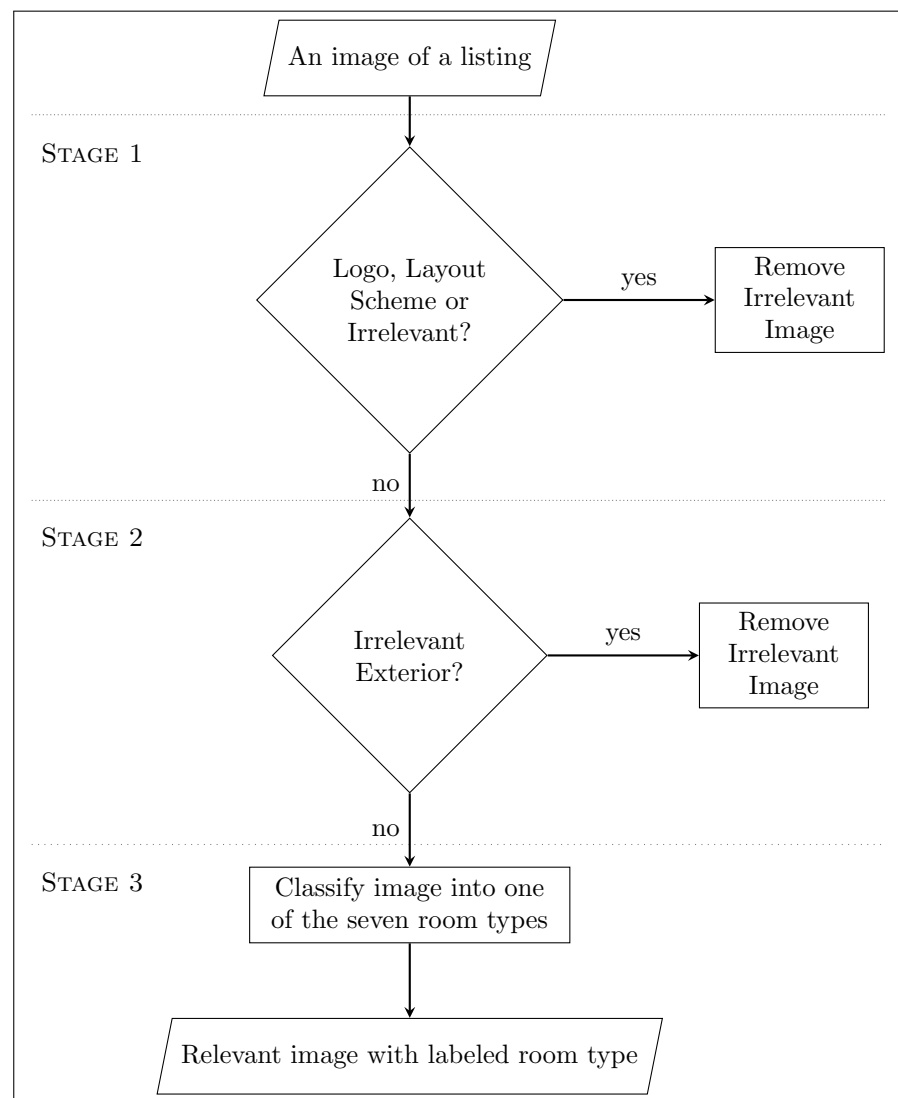 An image of a listing
STAGE 1
Logo, Layout
Scheme or
Irrelevant?
yes
Remove
Irrelevant
Image
no
STAGE 2
Irrelevant
Exterior?
yes
Remove
Irrelevant
Image
no
STAGE 3
Classify image into one
of the seven room types
Relevant image with labeled room type